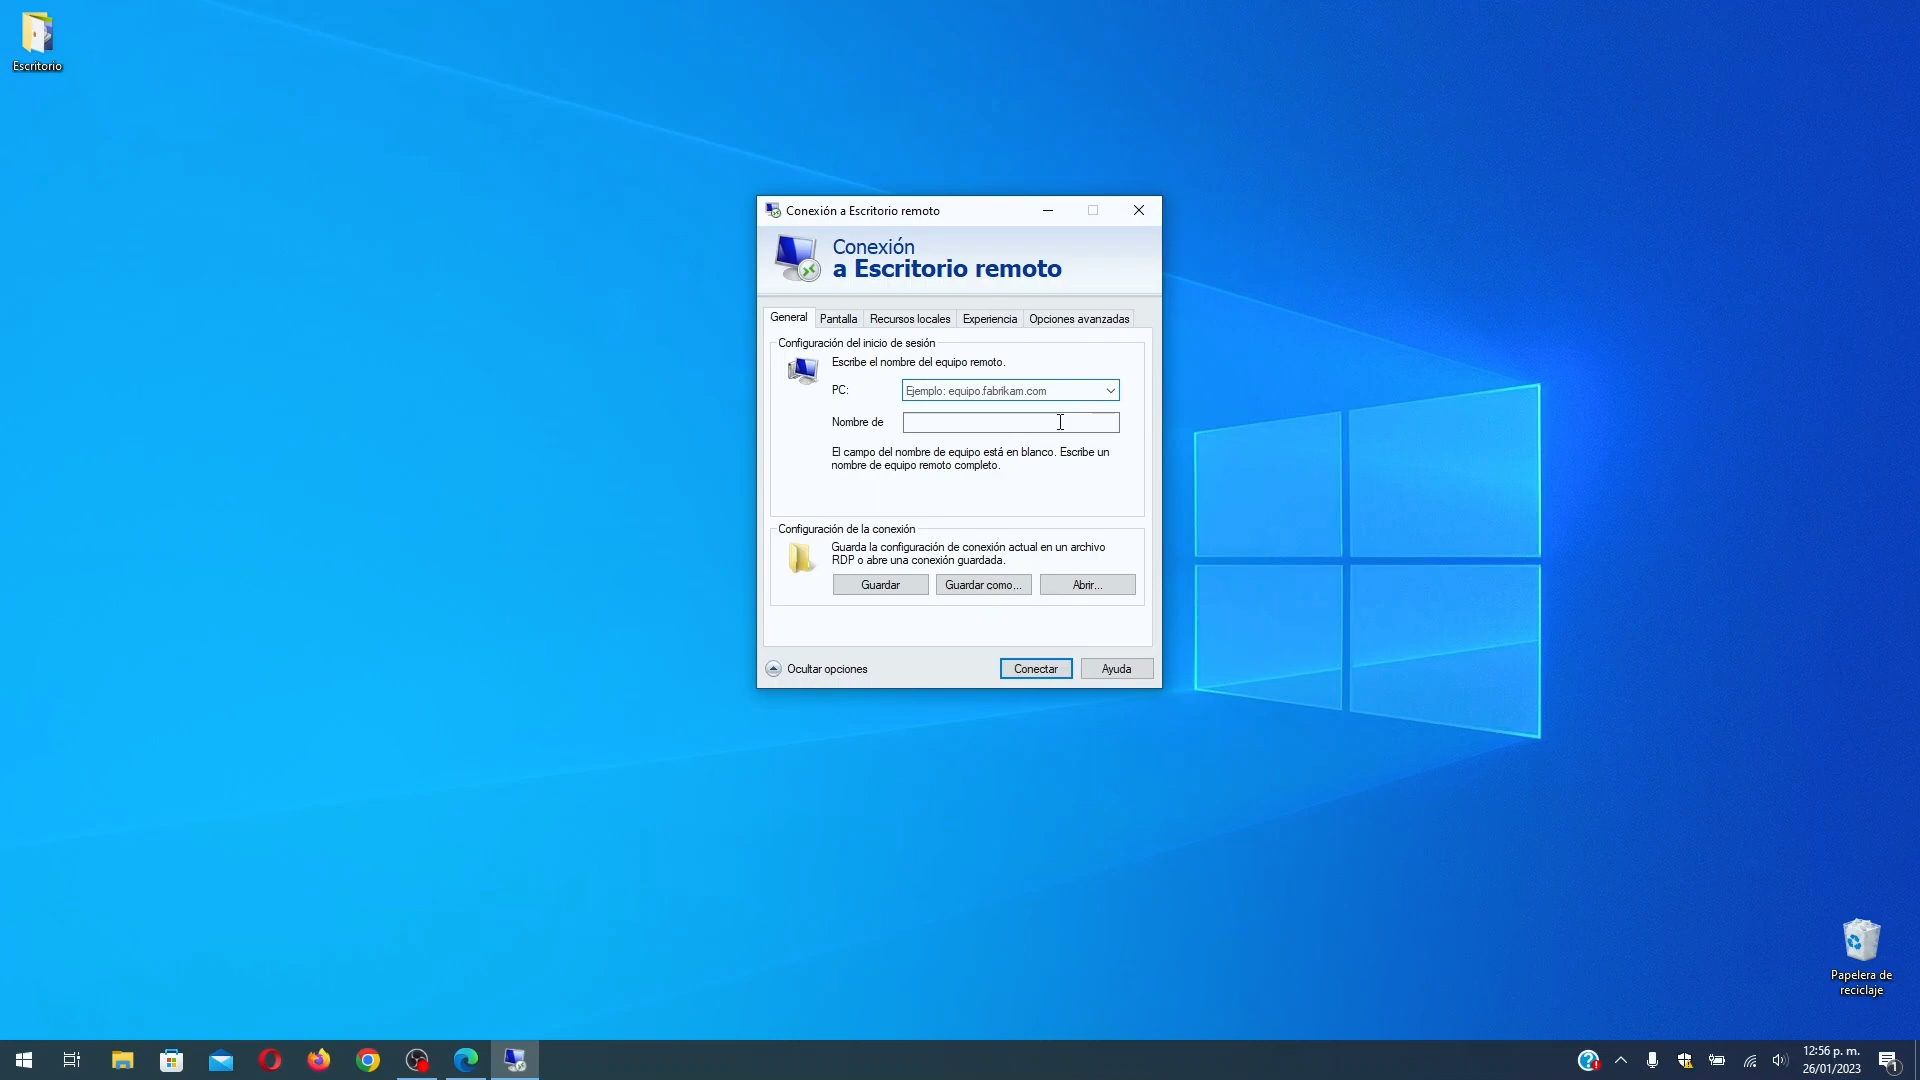 Escritorio
Conexión a Escritorio remoto
Conexión
a Escritorio remoto
General
Pantalla
Recursos locales
Experiencia
Opciones avanzadas
Configuración del inicio de sesión
Escribe el nombre del equipo remoto.
PC:
Ejemplo: equipo.fabrikam.com
Nombre de
El campo del nombre de equipo está en blanco. Escribe un
nombre de equipo remoto completo.
Configuración de la conexión
Guarda la configuración de conexión actual en un archivo
RDP o abre una conexión guardada.
Guardar
Guardar como...
Abrir...
Ocultar opciones
Conectar
Ayuda
Papelera de
reciclaje
12:56 p. m.
26/01/2023
1